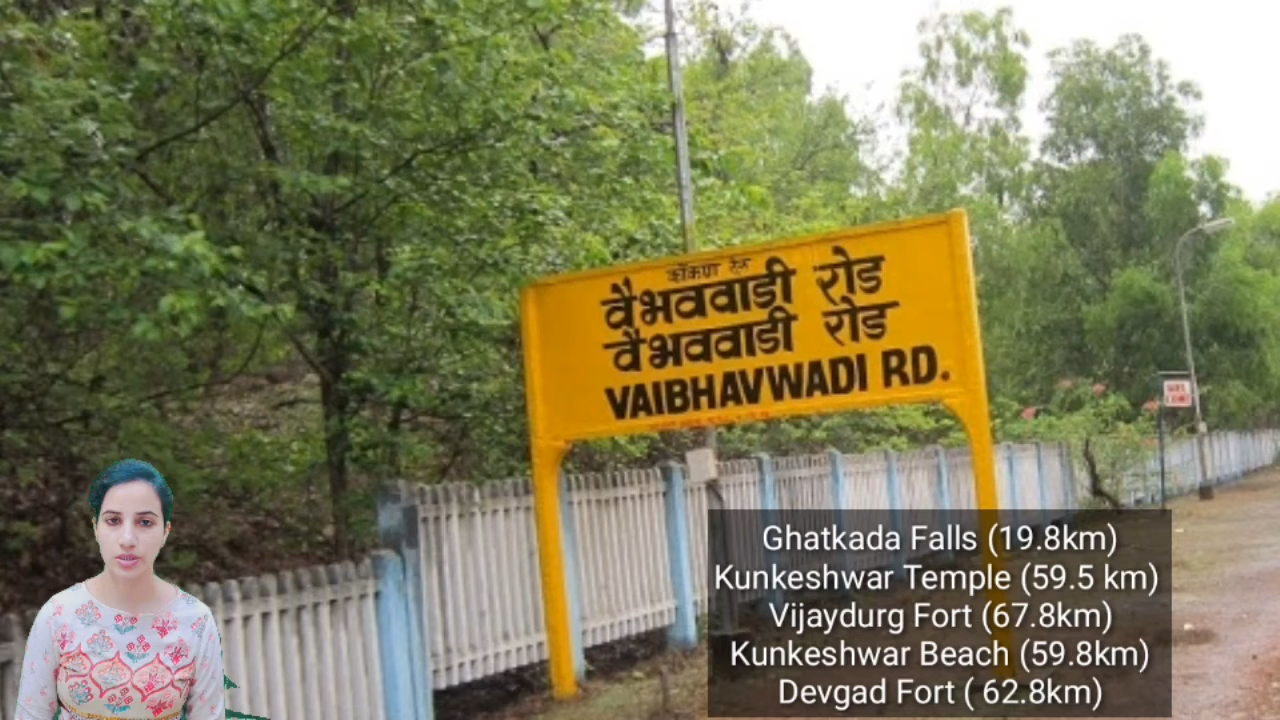 कोंकण रेल
वैभववाडी रोड
वैभववाडी रोड
VAIBHAVWADI RD.
Ghatkada Falls (19.8km)
Kunkeshwar Temple (59.5 km)
Vijaydurg Fort (67.8km)
Kunkeshwar Beach (59.8km)
Devgad Fort ( 62.8km)